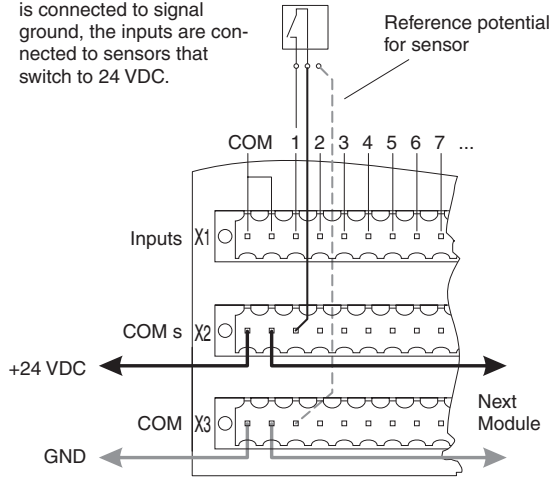 is connected to signal
ground, the inputs are con-
nected to sensors that
switch to 24 VDC.
Reference potential
for sensor
COM 1 2 3 4 5 6 7 ...
Inputs X1
COM s X2
+24 VDC
COM X3
Next
Module
GND